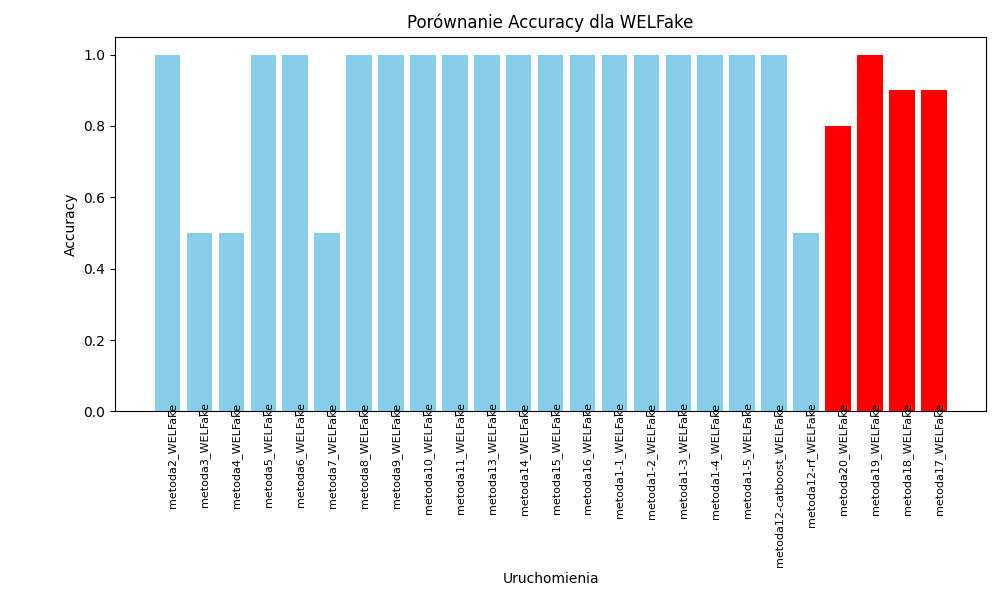 Porównanie Accuracy dla WELFake
Accuracy
1.0
0.8
0.6
0.4
0.2
0.0
metoda2_WELFake
metoda3_WELFake
metoda4_WELFake
metoda5_WELFake
metoda6_WELFake
metoda7_WELFake
metoda8_WELFake
metoda9_WELFake
metoda10_WELFake
metoda11_WELFake
metoda13_WELFake
metoda14_WELFake
metoda15_WELFake
metoda16_WELFake
metoda1-1_WELFake
metoda1-2_WELFake
metoda1-3_WELFake
metoda1-4_WELFake
metoda1-5_WELFake
metoda12-catboost_WELFake
metoda12-rf_WELFake
metoda20_WELFake
metoda19_WELFake
metoda18_WELFake
metoda17_WELFake
Uruchomienia